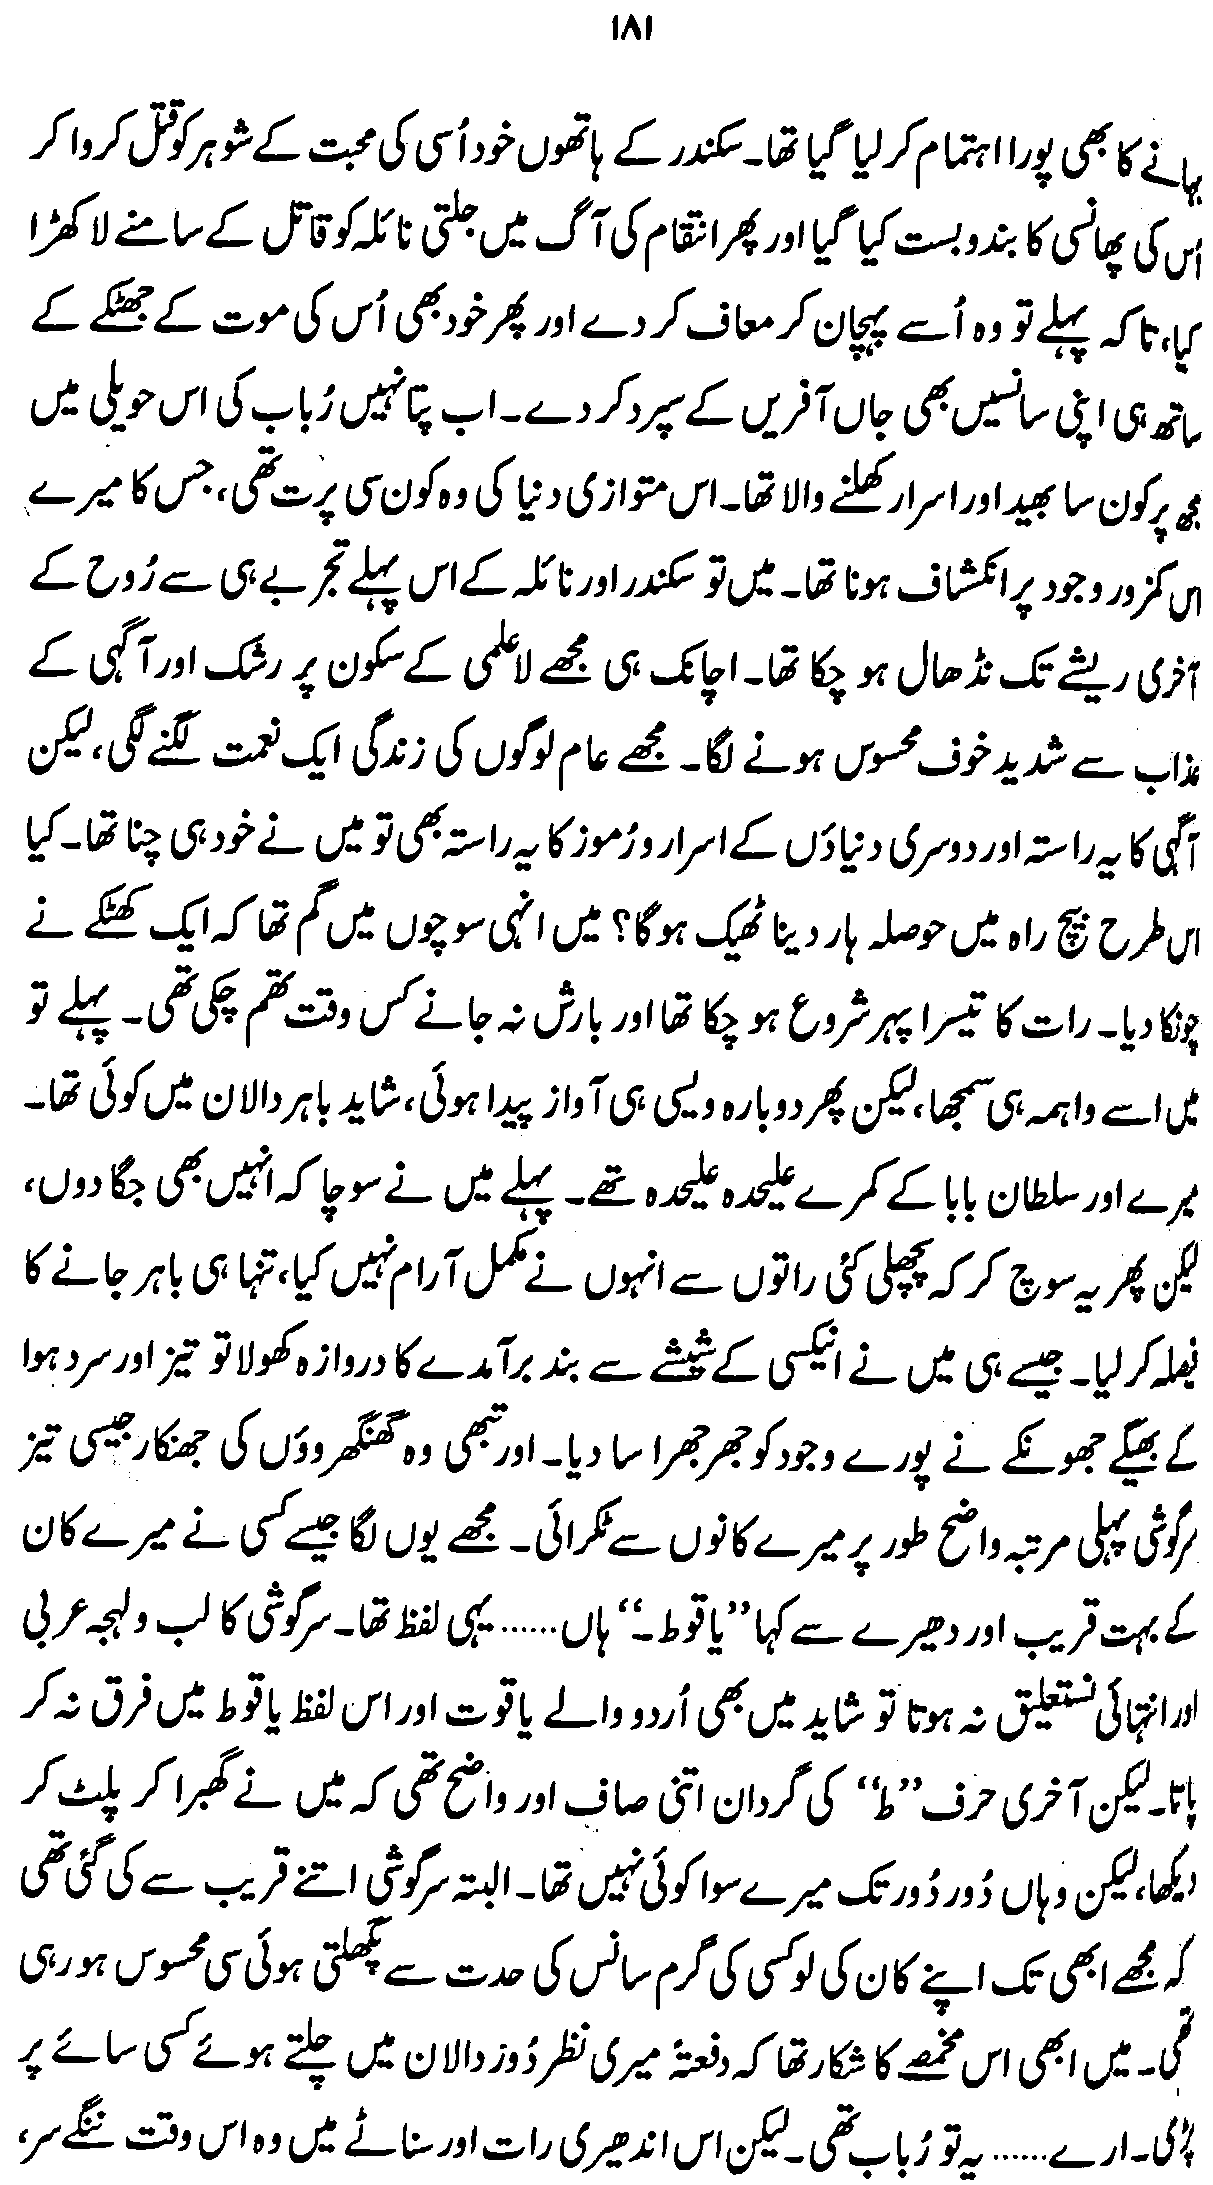 ۱۸۱
بہانے کا بھی پورا اہتمام کر لیا گیا تھا۔ سکندر کے ہاتھوں خود اُسی کی محبت کے شوہر کو قتل کروا کر
اُس کی پھانسی کا بندوبست کیا گیا اور پھر انتقام کی آگ میں جلتی نائلہ کو قاتل کے سامنے لا کھڑا
کیا، تا کہ پہلے تو وہ اُسے پہچان کر معاف کر دے اور پھر خود بھی اُس کی موت کے جھٹکے کے
ساتھ ہی اپنی سانسیں بھی جاں آفریں کے سپرد کر دے۔ اب پتا نہیں رُباب کی اس حویلی میں
مجھ پر کون سا بھید اور اسرار کھلنے والا تھا۔ اس متوازی دنیا کی وہ کون سی پرت تھی، جس کا میرے
اس کمزور وجود پر انکشاف ہونا تھا۔ میں تو سکندر اور نائلہ کے اس پہلے تجربے ہی سے رُوح کے
آخری ریشے تک نڈھال ہو چکا تھا۔ اچانک ہی مجھے لا علمی کے سکون پر رشک اور آگہی کے
عذاب سے شدید خوف محسوس ہونے لگا۔ مجھے عام لوگوں کی زندگی ایک نعمت لگنے لگی، لیکن
آگہی کا یہ راستہ اور دوسری دنیاؤں کے اسرار و رُموز کا یہ راستہ بھی تو میں نے خود ہی چنا تھا۔ کیا
اس طرح بیچ راہ میں حوصلہ ہار دینا ٹھیک ہو گا؟ میں انہی سوچوں میں گم تھا کہ ایک کھٹکے نے
چونکا دیا۔ رات کا تیسرا پہر شروع ہو چکا تھا اور بارش نہ جانے کس وقت تھم چکی تھی۔ پہلے تو
میں اسے واہمہ ہی سمجھا، لیکن پھر دوبارہ ویسی ہی آواز پیدا ہوئی، شاید باہر دالان میں کوئی تھا۔
میرے اور سلطان بابا کے کمرے علیحدہ علیحدہ تھے۔ پہلے میں نے سوچا کہ انہیں بھی جگا دوں،
لیکن پھر یہ سوچ کر کہ پچھلی کئی راتوں سے انہوں نے مکمل آرام نہیں کیا، تنہا ہی باہر جانے کا
فیصلہ کر لیا۔ جیسے ہی میں نے انیکسی کے شیشے سے بند برآمدے کا دروازہ کھولا تو تیز اور سرد ہوا
کے بھیگے جھونکے نے پورے وجود کو جھرجھرا سا دیا۔ اور تبھی وہ گھنگھروؤں کی جھنکار جیسی تیز
سرگوشی پہلی مرتبہ واضح طور پر میرے کانوں سے ٹکرائی۔ مجھے یوں لگا جیسے کسی نے میرے کان
کے بہت قریب اور دھیرے سے کہا ”یاقوط۔“ ہاں...... یہی لفظ تھا۔ سرگوشی کا لب و لہجہ عربی
اور انتہائی نستعلیق نہ ہوتا تو شاید میں بھی اُردو والے یاقوت اور اس لفظ یاقوط میں فرق نہ کر
پاتا۔ لیکن آخری حرف ”ط“ کی گردان اتنی صاف اور واضح تھی کہ میں نے گھبرا کر پلٹ کر
دیکھا، لیکن وہاں دُور دُور تک میرے سوا کوئی نہیں تھا۔ البتہ سرگوشی اتنے قریب سے کی گئی تھی
کہ مجھے ابھی تک اپنے کان کی لو کسی کی گرم سانس کی حدت سے پگھلتی ہوئی سی محسوس ہو رہی
تھی۔ میں ابھی اس مخمصے کا شکار تھا کہ دفعۃً میری نظر دُور دالان میں چلتے ہوئے کسی سائے پر
پڑی۔ ارے...... یہ تو رُباب تھی۔ لیکن اس اندھیری رات اور سناٹے میں وہ اس وقت ننگے سر،